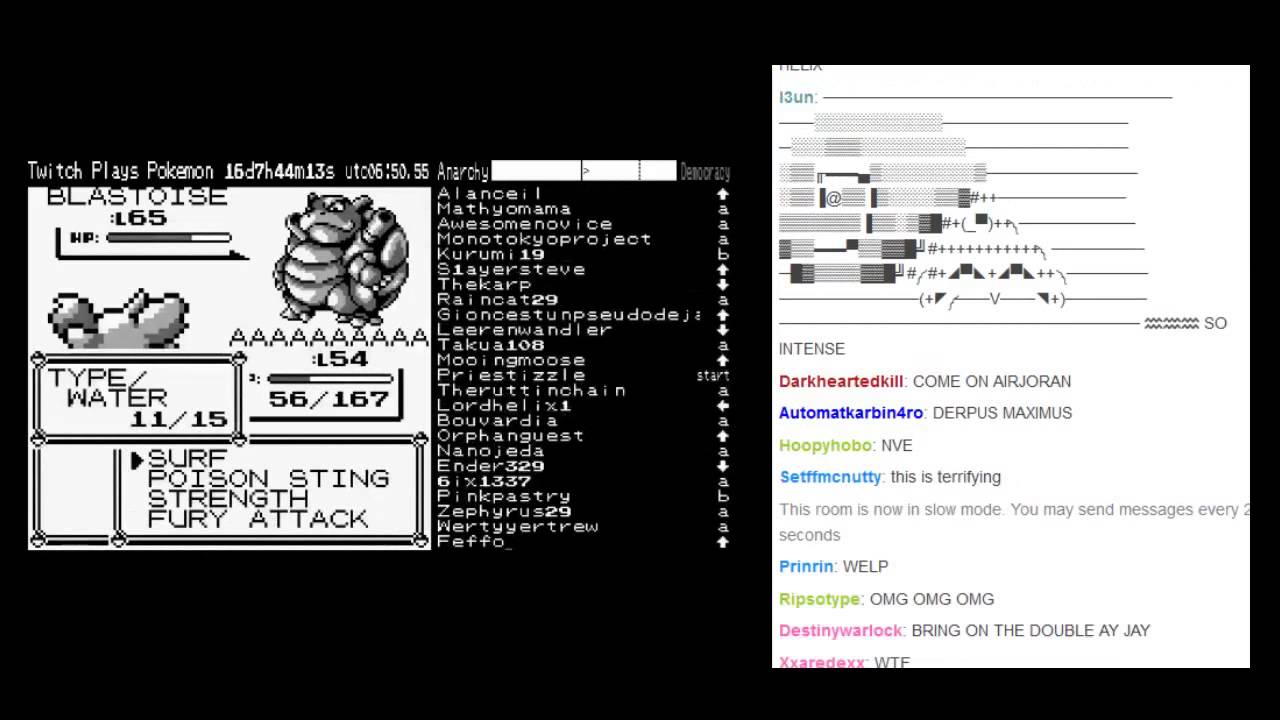 Twitch Plays Pokemon 16d7h44m13s utc06:50.55 Anarchy > Democracy
BLASTOISE
:L65
HP:
AAAAAAAAAA
:L54
56/167
TYPE/
WATER
11/15
▶SURF
POISON STING
STRENGTH
FURY ATTACK
Alanceil ⬆
Mathyomama a
Awesomenovice a
Monotokyoproject a
Kurumi19 b
S1ayersteve ⬆
Thekarp ⬇
Raincat29 a
Gioncestunpseudodeja ⬆
Leerenwandler ⬇
Takua108 a
Mooingmoose ⬆
Priestizzle start
Theruttinchain a
Lordhelix1 ⬅
Bouvardia a
Orphanguest ⬆
Nanojeda a
Ender329 ⬇
6ix1337 a
Pinkpastry b
Zephyrus29 a
Wertyyertrew a
Feffo_ ⬆
HELIX
l3un:
SO
INTENSE
Darkheartedkill: COME ON AIRJORAN
Automatkarbin4ro: DERPUS MAXIMUS
Hoopyhobo: NVE
Setffmcnutty: this is terrifying
This room is now in slow mode. You may send messages every 2
seconds
Prinrin: WELP
Ripsotype: OMG OMG OMG
Destinywarlock: BRING ON THE DOUBLE AY JAY
Xxaredexx: WTF